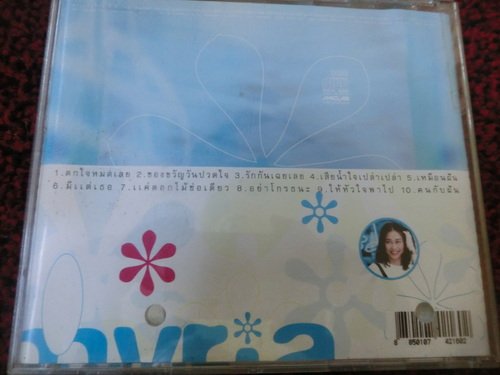 1.ตกใจหมดเลย 2.ของขวัญวันปวดใจ 3.รักกันเฉยเลย 4.เสียน้ำใจเปล่าเปล่า 5.เหมือนฝัน
6.มีแต่เธอ 7.แค่ดอกไม้ช่อเดียว 8.อย่าโกรธนะ 9.ให้หัวใจพาไป 10.คนกับฝัน
myria
8 850107 421602